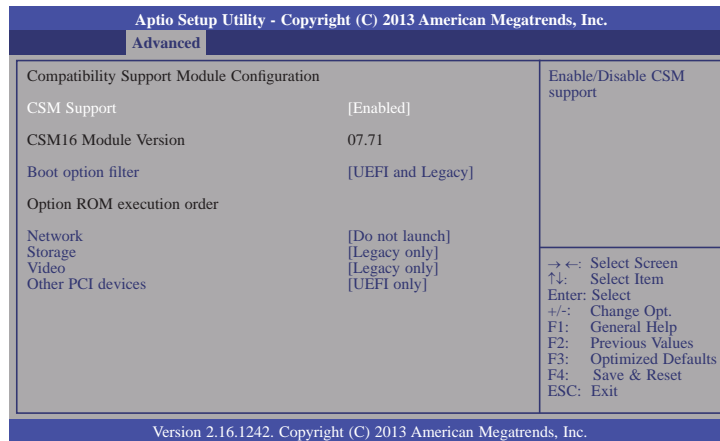 Aptio Setup Utility - Copyright (C) 2013 American Megatrends, Inc.
Advanced
Compatibility Support Module Configuration
CSM Support [Enabled]
CSM16 Module Version 07.71
Boot option filter [UEFI and Legacy]
Option ROM execution order
Network [Do not launch]
Storage [Legacy only]
Video [Legacy only]
Other PCI devices [UEFI only]
Enable/Disable CSM
support
→ ←: Select Screen
↑↓: Select Item
Enter: Select
+/-: Change Opt.
F1: General Help
F2: Previous Values
F3: Optimized Defaults
F4: Save & Reset
ESC: Exit
Version 2.16.1242. Copyright (C) 2013 American Megatrends, Inc.